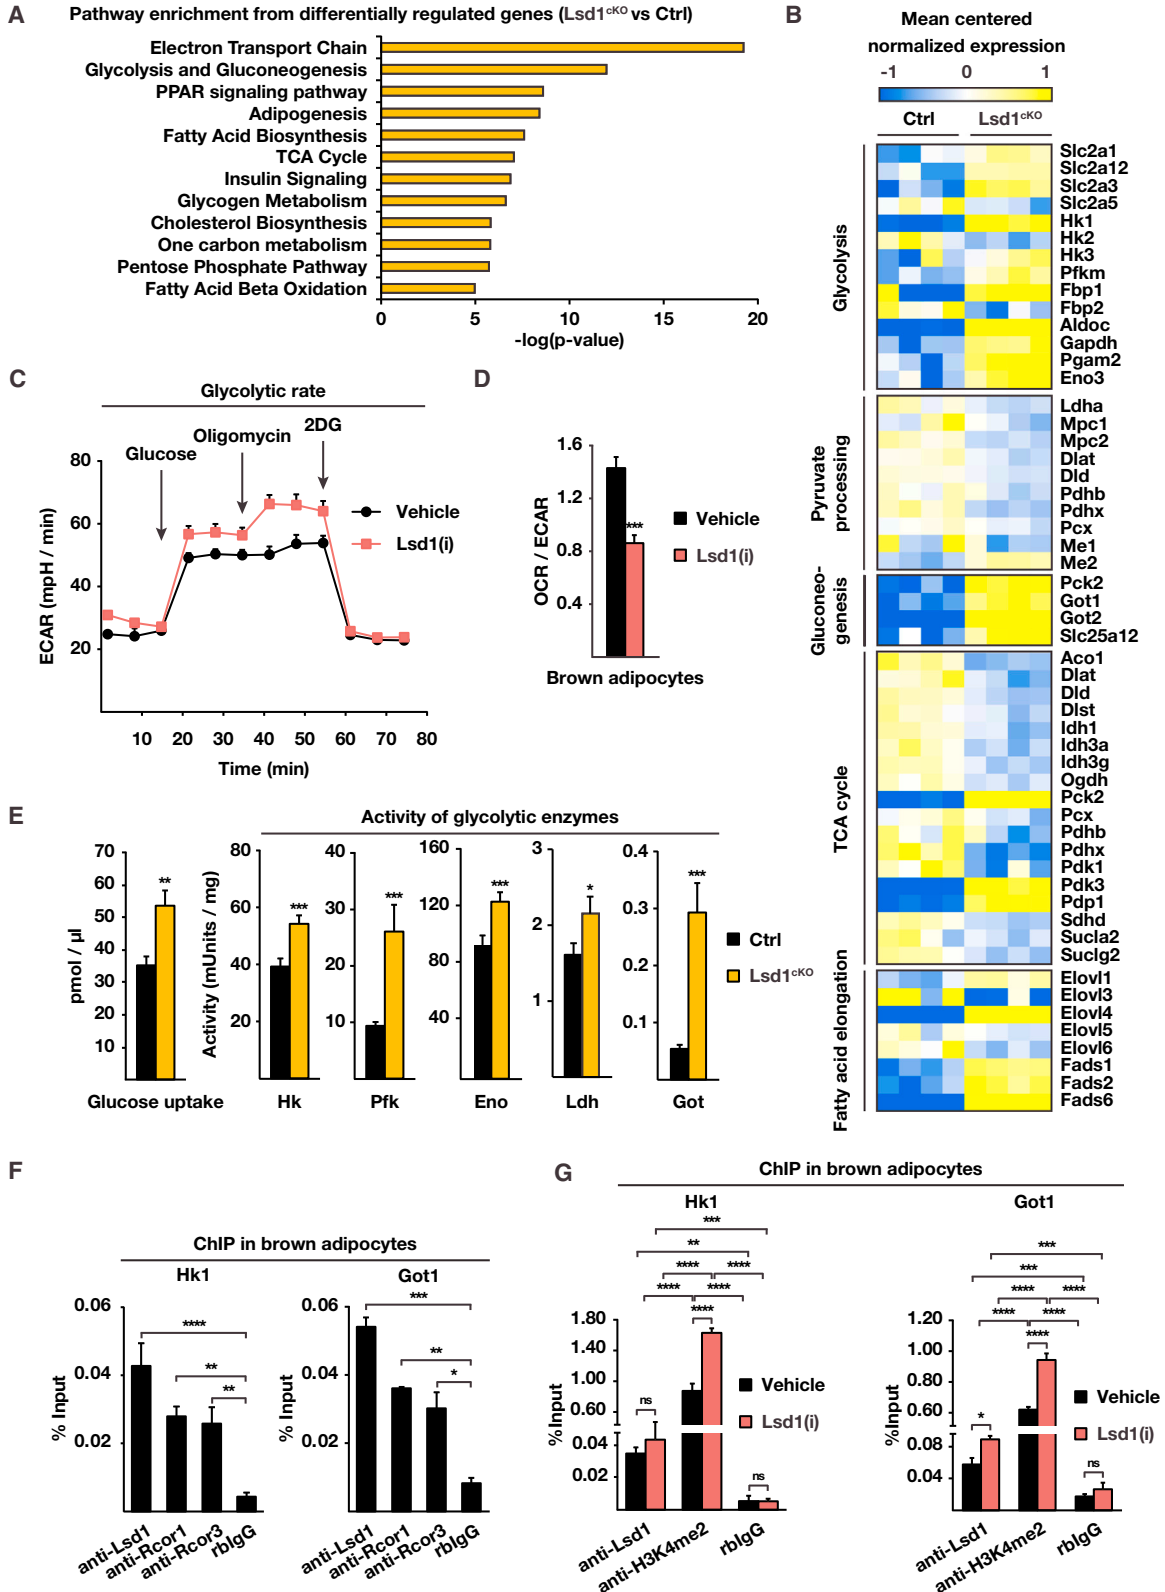 A
Pathway enrichment from differentially regulated genes (Lsd1cKO vs Ctrl)
Electron Transport Chain
Glycolysis and Gluconeogenesis
PPAR signaling pathway
Adipogenesis
Fatty Acid Biosynthesis
TCA Cycle
Insulin Signaling
Glycogen Metabolism
Cholesterol Biosynthesis
One carbon metabolism
Pentose Phosphate Pathway
Fatty Acid Beta Oxidation
0 5 10 15 20
-log(p-value)
B
Mean centered
normalized expression
-1 0 1
Ctrl Lsd1cKO
Glycolysis
Slc2a1
Slc2a12
Slc2a3
Slc2a5
Hk1
Hk2
Hk3
Pfkm
Fbp1
Fbp2
Aldoc
Gapdh
Pgam2
Eno3
Pyruvate
processing
Ldha
Mpc1
Mpc2
Dlat
Dld
Pdhb
Pdhx
Pcx
Me1
Me2
Gluconeo-
genesis
Pck2
Got1
Got2
Slc25a12
TCA cycle
Aco1
Dlat
Dld
Dlst
Idh1
Idh3a
Idh3g
Ogdh
Pck2
Pcx
Pdhb
Pdhx
Pdk1
Pdk3
Pdp1
Sdhd
Sucla2
Suclg2
Fatty acid elongation
Elovl1
Elovl3
Elovl4
Elovl5
Elovl6
Fads1
Fads2
Fads6
C
Glycolytic rate
Glucose
Oligomycin
2DG
ECAR (mpH / min)
80
60
40
20
10 20 30 40 50 60 70 80
Time (min)
Vehicle
Lsd1(i)
D
OCR / ECAR
1.6
1.2
0.8
0.4
***
Vehicle
Lsd1(i)
Brown adipocytes
E
Activity of glycolytic enzymes
pmol / µl
70
60
50
40
30
20
10
**
Glucose uptake
Activity (mUnits / mg)
80
60
40
20
***
Hk
40
30
20
10
***
Pfk
160
120
80
40
***
Eno
3
2
1
*
Ldh
0.4
0.3
0.2
0.1
***
Got
Ctrl
Lsd1cKO
F
ChIP in brown adipocytes
Hk1
% Input
0.06
0.04
0.02
****
**
**
anti-Lsd1
anti-Rcor1
anti-Rcor3
rbIgG
Got1
% Input
0.06
0.04
0.02
***
**
*
anti-Lsd1
anti-Rcor1
anti-Rcor3
rbIgG
G
ChIP in brown adipocytes
Hk1
***
**
**** ****
**** ****
****
ns
ns
%Input
1.80
1.40
1.00
0.60
0.04
0.02
Vehicle
Lsd1(i)
anti-Lsd1
anti-H3K4me2
rbIgG
Got1
***
***
**** ****
**** ****
****
*
ns
%Input
1.20
1.00
0.80
0.60
0.08
0.04
Vehicle
Lsd1(i)
anti-Lsd1
anti-H3K4me2
rbIgG